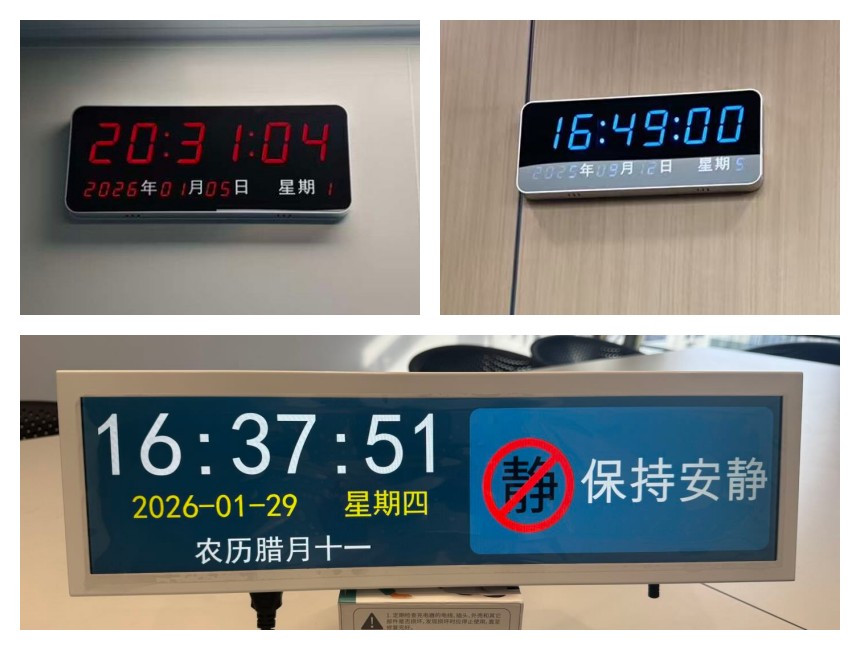 20:31:04
2026年01月05日 星期 1
16:49:00
2025年09月12日 星期 5
16:37:51
2026-01-29 星期四
农历腊月十一
静 保持安静